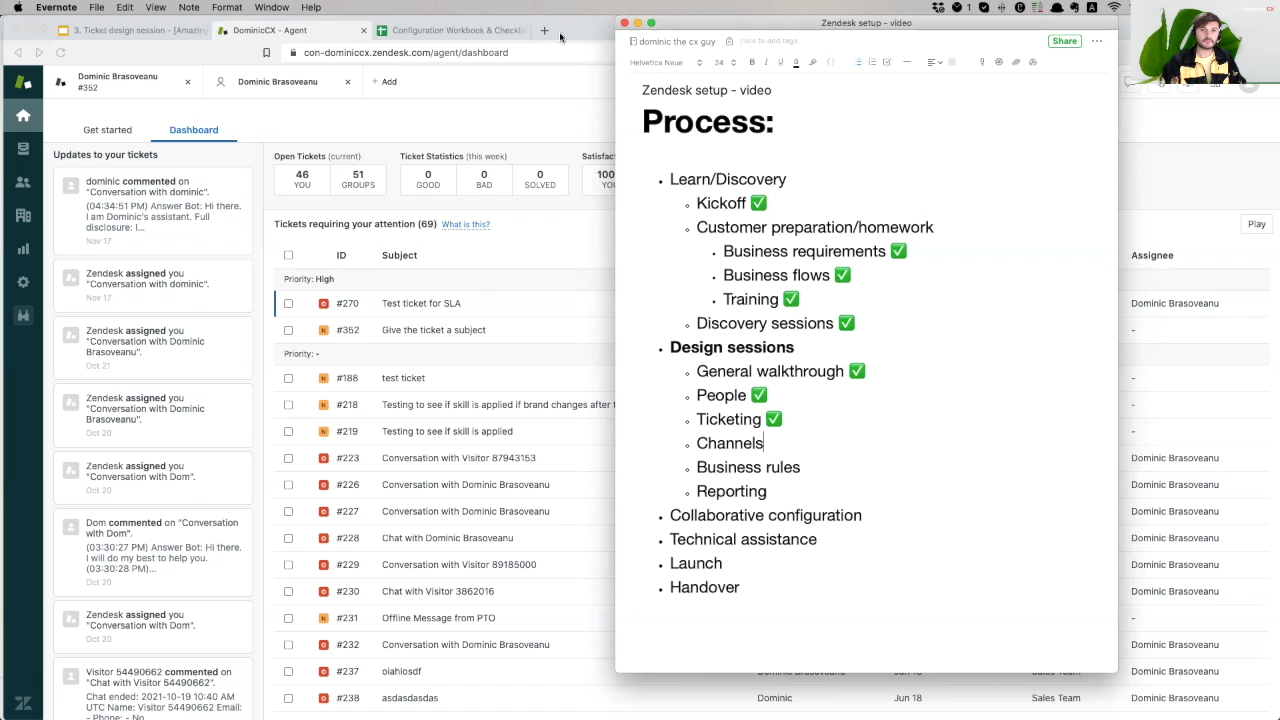 Evernote File Edit Note View Format Window Help
3. Ticket design session - [Amazing
DominicCX - Agent
Configuration Workbook & Checklis
con-dominiccx.zendesk.com/agent/dashboard
Dominic Brasoveanu
#352
Dominic Brasoveanu
Add
Get started
Dashboard
Updates to your tickets
dominic commented on
"Conversation with dominic".
(04:34:51 PM) Answer Bot: Hi there.
I am Dominic's assistant. Full
disclosure: I...
Nov 17
Zendesk assigned you
"Conversation with dominic".
Nov 17
Zendesk assigned you
"Conversation with Dominic
Brasoveanu".
Oct 21
Zendesk assigned you
"Conversation with Dominic
Brasoveanu".
Oct 20
Zendesk assigned you
"Conversation with Dom"
Oct 20
Dom commented on "Conversation
with Dom".
(03:30:27 PM) Answer Bot: Hi there.
I will do my best to help you.
(03:30:28 PM)...
Oct 20
Zendesk assigned you
"Conversation with Dom"
Oct 20
Visitor 54490662 commented on
"Chat with Visitor 54490662".
Chat ended: 2021-10-19 10:40 AM
UTC Name: Visitor 54490662 Email:
- Phone: - No
Open Tickets (current)
46
YOU
51
GROUPS
Ticket Statistics (this week)
0
GOOD
0
BAD
0
SOLVED
Satisfac
100
Tickets requiring your attention (69) What is this?
Play
ID Subject Assignee
Priority: High
#270 Test ticket for SLA Dominic Brasoveanu
#352 Give the ticket a subject -
Priority: -
#188 test ticket -
#218 Testing to see if skill is applied if brand changes after t -
#219 Testing to see if skill is applied -
#223 Conversation with Visitor 87943153 Dominic Brasoveanu
#226 Conversation with Dominic Brasoveanu Dominic Brasoveanu
#227 Conversation with Dominic Brasoveanu Dominic Brasoveanu
#228 Chat with Dominic Brasoveanu Dominic Brasoveanu
#229 Conversation with Visitor 89185000 Dominic Brasoveanu
#230 Chat with Visitor 3862016 Dominic Brasoveanu
#231 Offline Message from PTO -
#232 Conversation with Dominic Brasoveanu Dominic Brasoveanu
#237 oiahiosdf Dominic Brasoveanu Jun 18 Sales Team Dominic Brasoveanu
#238 asdasdasdas Dominic Jun 18 Sales Team Dominic Brasoveanu
Zendesk setup - video
dominic the cx guy
Click to add tags
Share
Helvetica Neue 24 B I U a
Zendesk setup - video
Process:
Learn/Discovery
Kickoff ✅
Customer preparation/homework
Business requirements ✅
Business flows ✅
Training ✅
Discovery sessions ✅
Design sessions
General walkthrough ✅
People ✅
Ticketing ✅
Channels
Business rules
Reporting
Collaborative configuration
Technical assistance
Launch
Handover